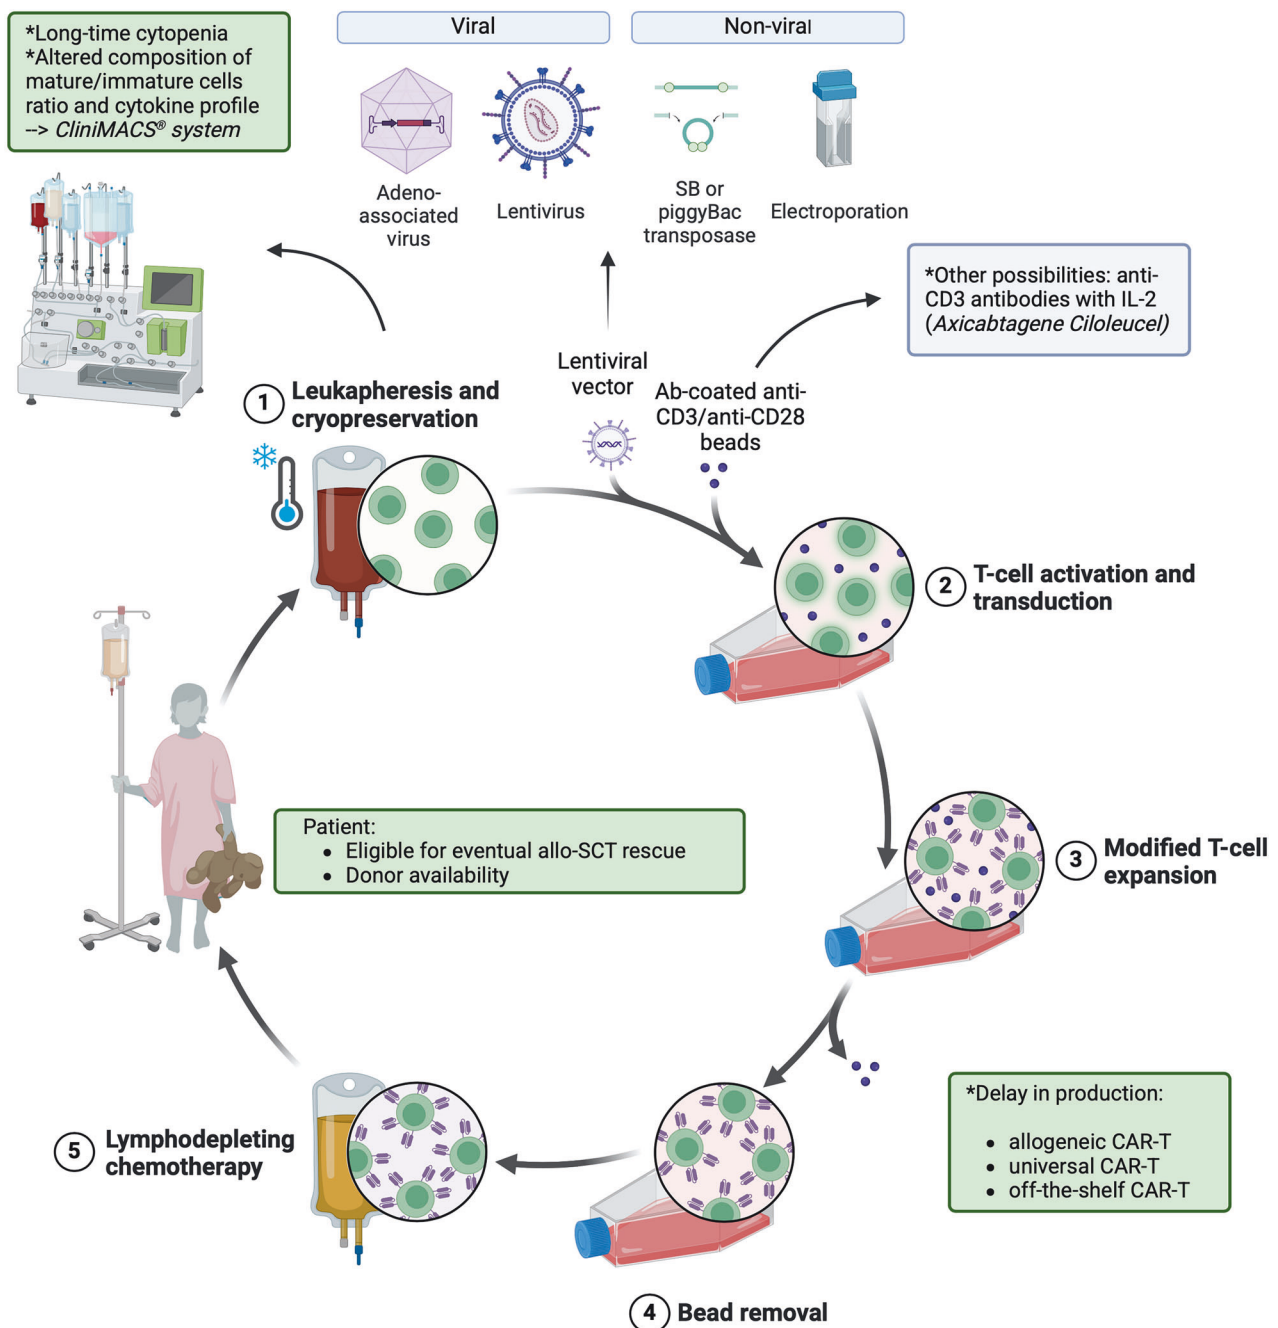 *Long-time cytopenia
*Altered composition of
mature/immature cells
ratio and cytokine profile
--> CliniMACS® system
Viral
Non-viral
Adeno-
associated
virus
Lentivirus
SB or
piggyBac
transposase
Electroporation
*Other possibilities: anti-
CD3 antibodies with IL-2
(Axicabtagene Ciloleucel)
Lentiviral
vector
Ab-coated anti-
CD3/anti-CD28
beads
1 Leukapheresis and
cryopreservation
2 T-cell activation and
transduction
Patient:
• Eligible for eventual allo-SCT rescue
• Donor availability
3 Modified T-cell
expansion
*Delay in production:
• allogeneic CAR-T
• universal CAR-T
• off-the-shelf CAR-T
5 Lymphodepleting
chemotherapy
4 Bead removal